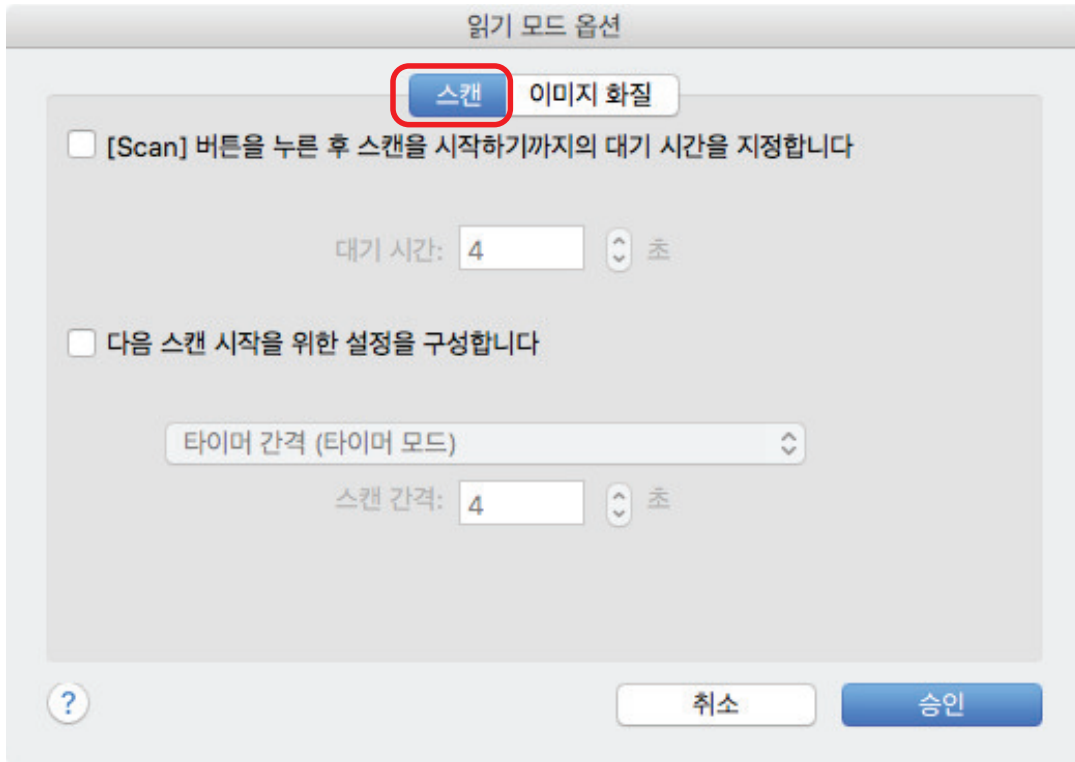 읽기 모드 옵션
스캔 이미지 화질
[Scan] 버튼을 누른 후 스캔을 시작하기까지의 대기 시간을 지정합니다
대기 시간: 4 초
다음 스캔 시작을 위한 설정을 구성합니다
타이머 간격 (타이머 모드)
스캔 간격: 4 초
? 취소 승인